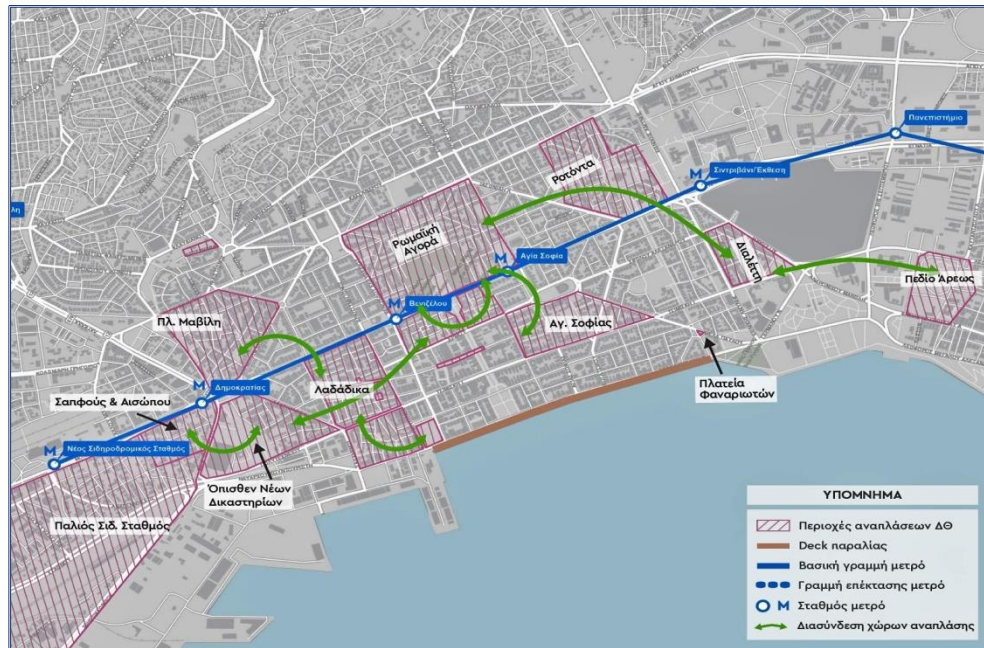 Πανεπιστήμιο
M
Σιντριβάνι/Έκθεση
Ροτόντα
Ρωμαϊκή
Αγορά
M
Αγία Σοφία
Διαλέττη
Πεδίο Άρεως
M
Βενιζέλου
Πλ. Μαβίλη
Αγ. Σοφίας
Πλατεία
Φαναριωτών
Λαδάδικα
M
Δημοκρατίας
Σαπφούς & Αισώπου
M
Νέος Σιδηροδρομικός Σταθμός
Όπισθεν Νέων
Δικαστηρίων
Παλιός Σιδ. Σταθμός
ΥΠΟΜΝΗΜΑ
Περιοχές αναπλάσεων ΔΘ
Deck παραλίας
Βασική γραμμή μετρό
Γραμμή επέκτασης μετρό
M Σταθμός μετρό
Διασύνδεση χώρων ανάπλασης